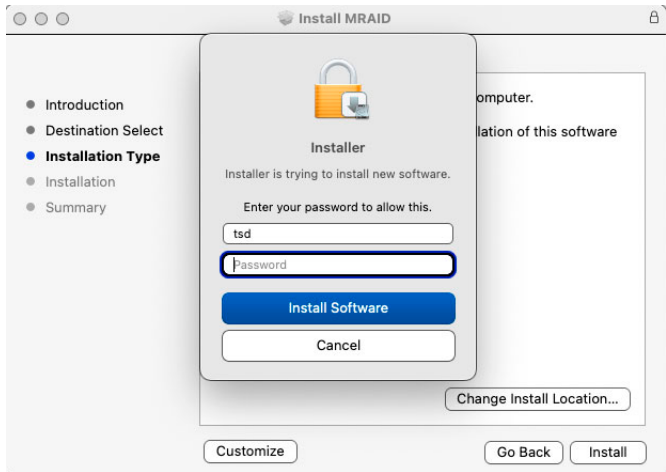 Install MRAID
Introduction
Destination Select
Installation Type
Installation
Summary
omputer.
lation of this software
Installer
Installer is trying to install new software.
Enter your password to allow this.
tsd
Password
Install Software
Cancel
Change Install Location...
Customize
Go Back
Install